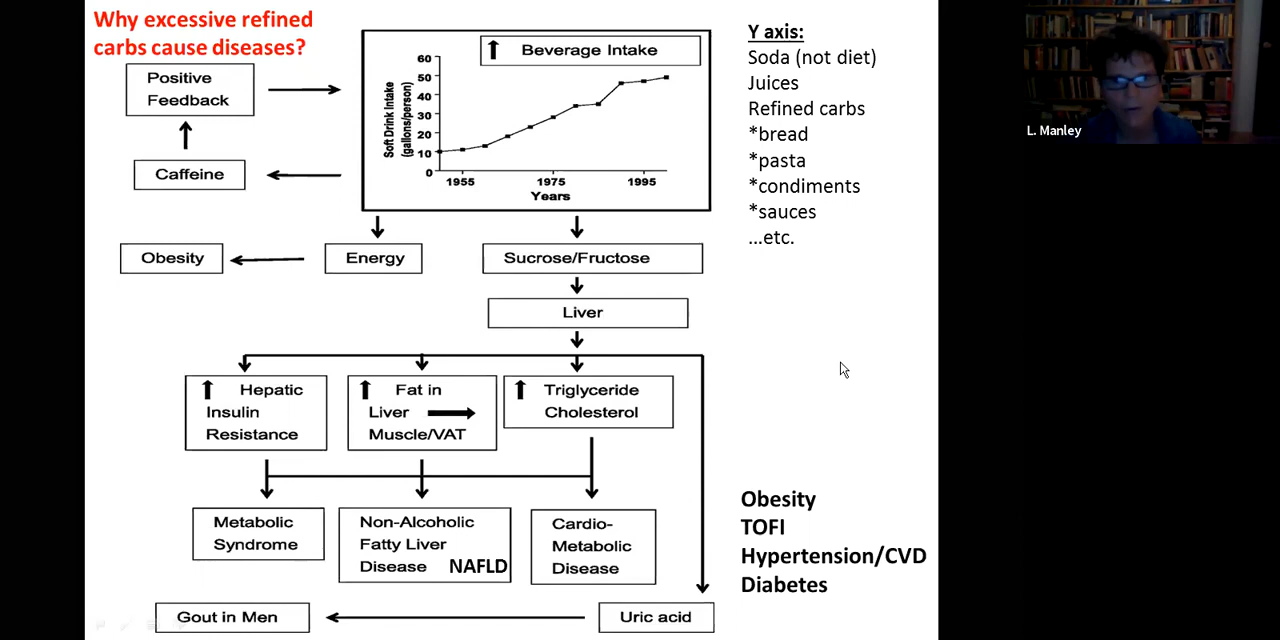 Why excessive refined
carbs cause diseases?
Positive
Feedback
Caffeine
Beverage Intake
Soft Drink Intake
(gallons/person)
60
50
40
30
20
10
0
1955 1975 1995
Years
Y axis:
Soda (not diet)
Juices
Refined carbs
*bread
*pasta
*condiments
*sauces
...etc.
L. Manley
Obesity
Energy
Sucrose/Fructose
Liver
Hepatic
Insulin
Resistance
Fat in
Liver
Muscle/VAT
Triglyceride
Cholesterol
Metabolic
Syndrome
Non-Alcoholic
Fatty Liver
Disease NAFLD
Cardio-
Metabolic
Disease
Obesity
TOFI
Hypertension/CVD
Diabetes
Gout in Men
Uric acid